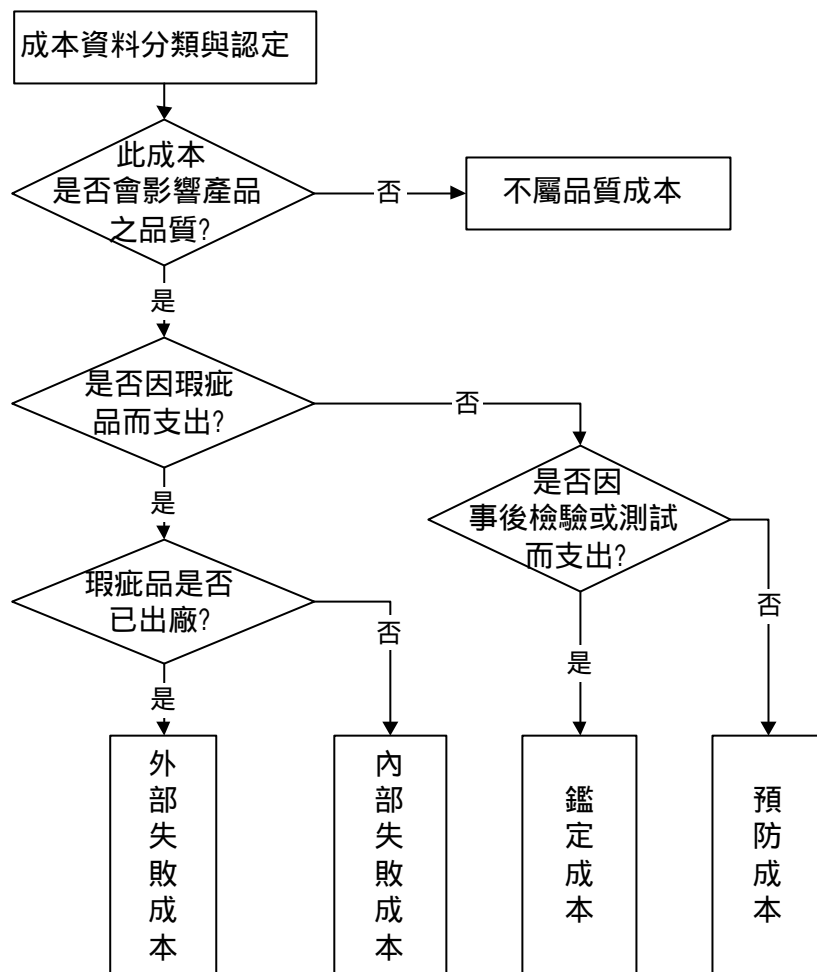 成本資料分類與認定
此成本
是否會影響產品
之品質?
否
不屬品質成本
是
是否因瑕疵
品而支出?
否
是
是否因
事後檢驗或測試
而支出?
瑕疵品是否
已出廠?
否
是
否
是
外部失敗成本
內部失敗成本
鑑定成本
預防成本